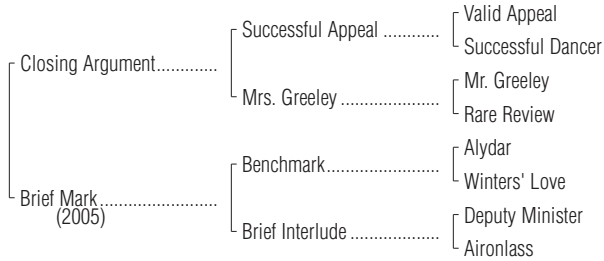 Valid Appeal
Successful Appeal ............
Successful Dancer
Closing Argument.............
Mr. Greeley
Mrs. Greeley .....................
Rare Review
Alydar
Benchmark........................
Winters' Love
Brief Mark.........................
(2005)
Deputy Minister
Brief Interlude ...................
Aironlass